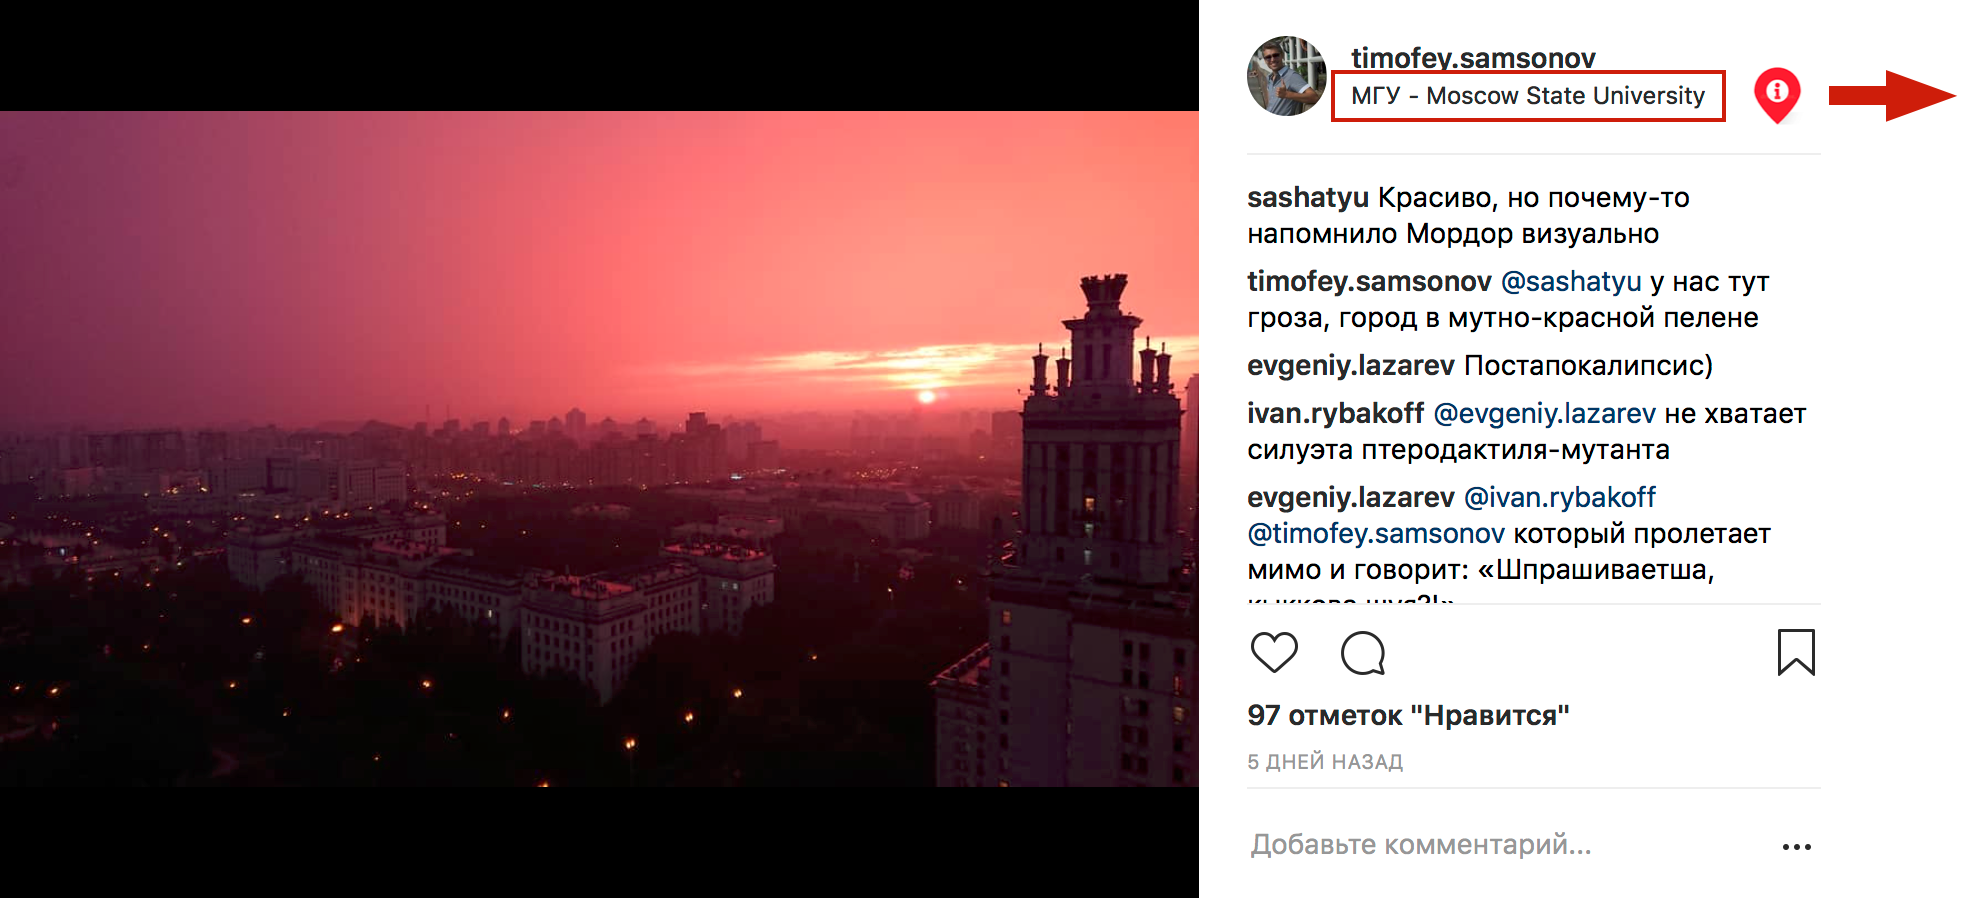 timofey.samsonov
МГУ - Moscow State University
sashatyu Красиво, но почему-то
напомнило Мордор визуально
timofey.samsonov @sashatyu у нас тут
гроза, город в мутно-красной пелене
evgeniy.lazarev Постапокалипсис)
ivan.rybakoff @evgeniy.lazarev не хватает
силуэта птеродактиля-мутанта
evgeniy.lazarev @ivan.rybakoff
@timofey.samsonov который пролетает
мимо и говорит: «Шпрашиваетша,
97 отметок "Нравится"
5 ДНЕЙ НАЗАД
Добавьте комментарий...